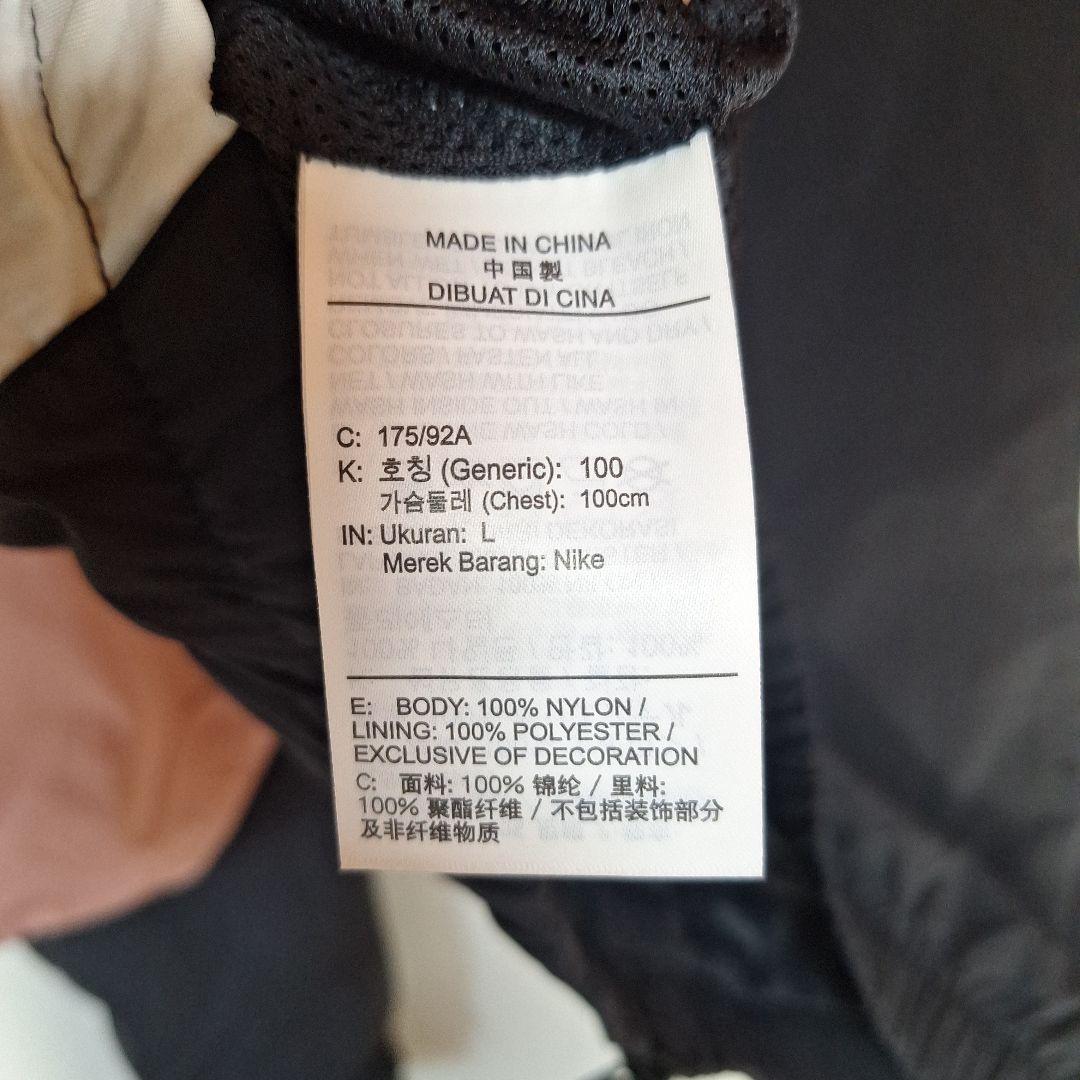 MADE IN CHINA
中国製
DIBUAT DI CINA
C: 175/92A
K: 호칭 (Generic): 100
가슴둘레 (Chest): 100cm
IN: Ukuran: L
Merek Barang: Nike
E: BODY: 100% NYLON /
LINING: 100% POLYESTER /
EXCLUSIVE OF DECORATION
C: 面料: 100% 锦纶 / 里料:
100% 聚酯纤维 / 不包括装饰部分
及非纤维物质